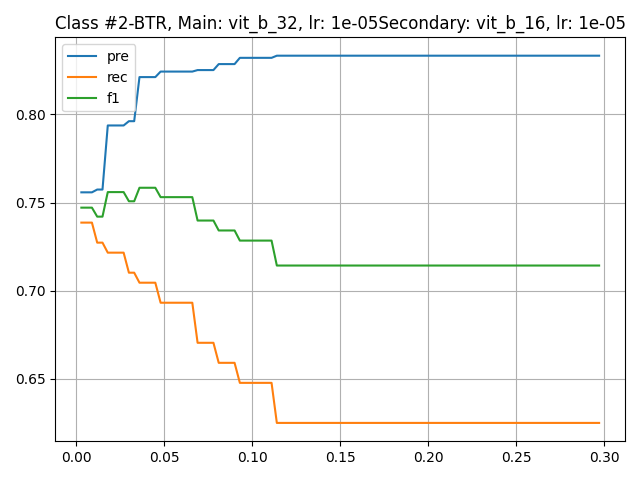 Class #2-BTR, Main: vit_b_32, lr: 1e-05Secondary: vit_b_16, lr: 1e-05
pre
rec
f1
0.80
0.75
0.70
0.65
0.00 0.05 0.10 0.15 0.20 0.25 0.30